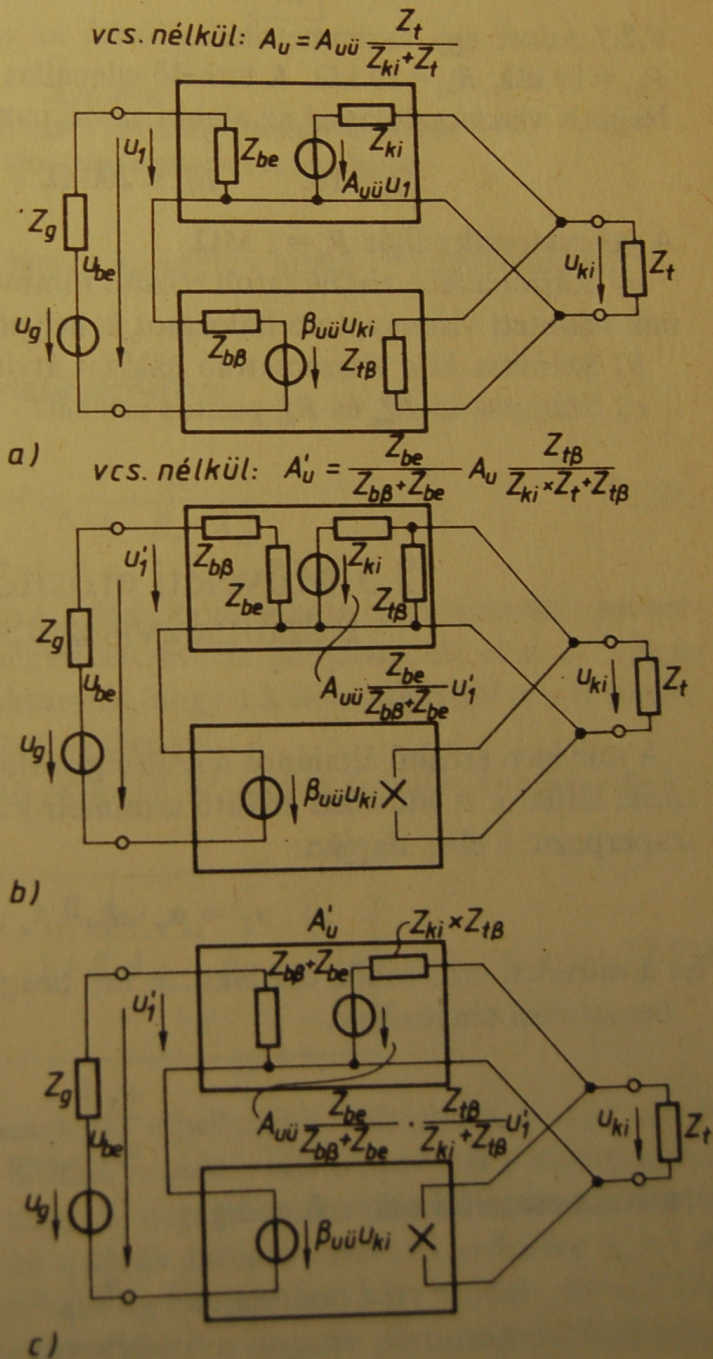 vcs. nélkül: A_u = A_uü Z_t / (Z_ki + Z_t)
u_1
Z_be
Z_ki
A_uü u_1
Z_g
u_be
u_ki
Z_t
u_g
Z_bβ
β_uü u_ki
Z_tβ
a)
vcs. nélkül: A'_u = Z_be / (Z_bβ + Z_be) A_u Z_tβ / (Z_ki × Z_t + Z_tβ)
u'_1
Z_bβ
Z_be
Z_ki
Z_tβ
Z_g
u_be
A_uü Z_be / (Z_bβ + Z_be) u'_1
u_ki
Z_t
u_g
β_uü u_ki
b)
A'_u
Z_ki × Z_tβ
Z_bβ + Z_be
u'_1
Z_g
u_be
A_uü Z_be / (Z_bβ + Z_be) · Z_tβ / (Z_ki + Z_tβ) u'_1
u_ki
Z_t
u_g
β_uü u_ki
c)